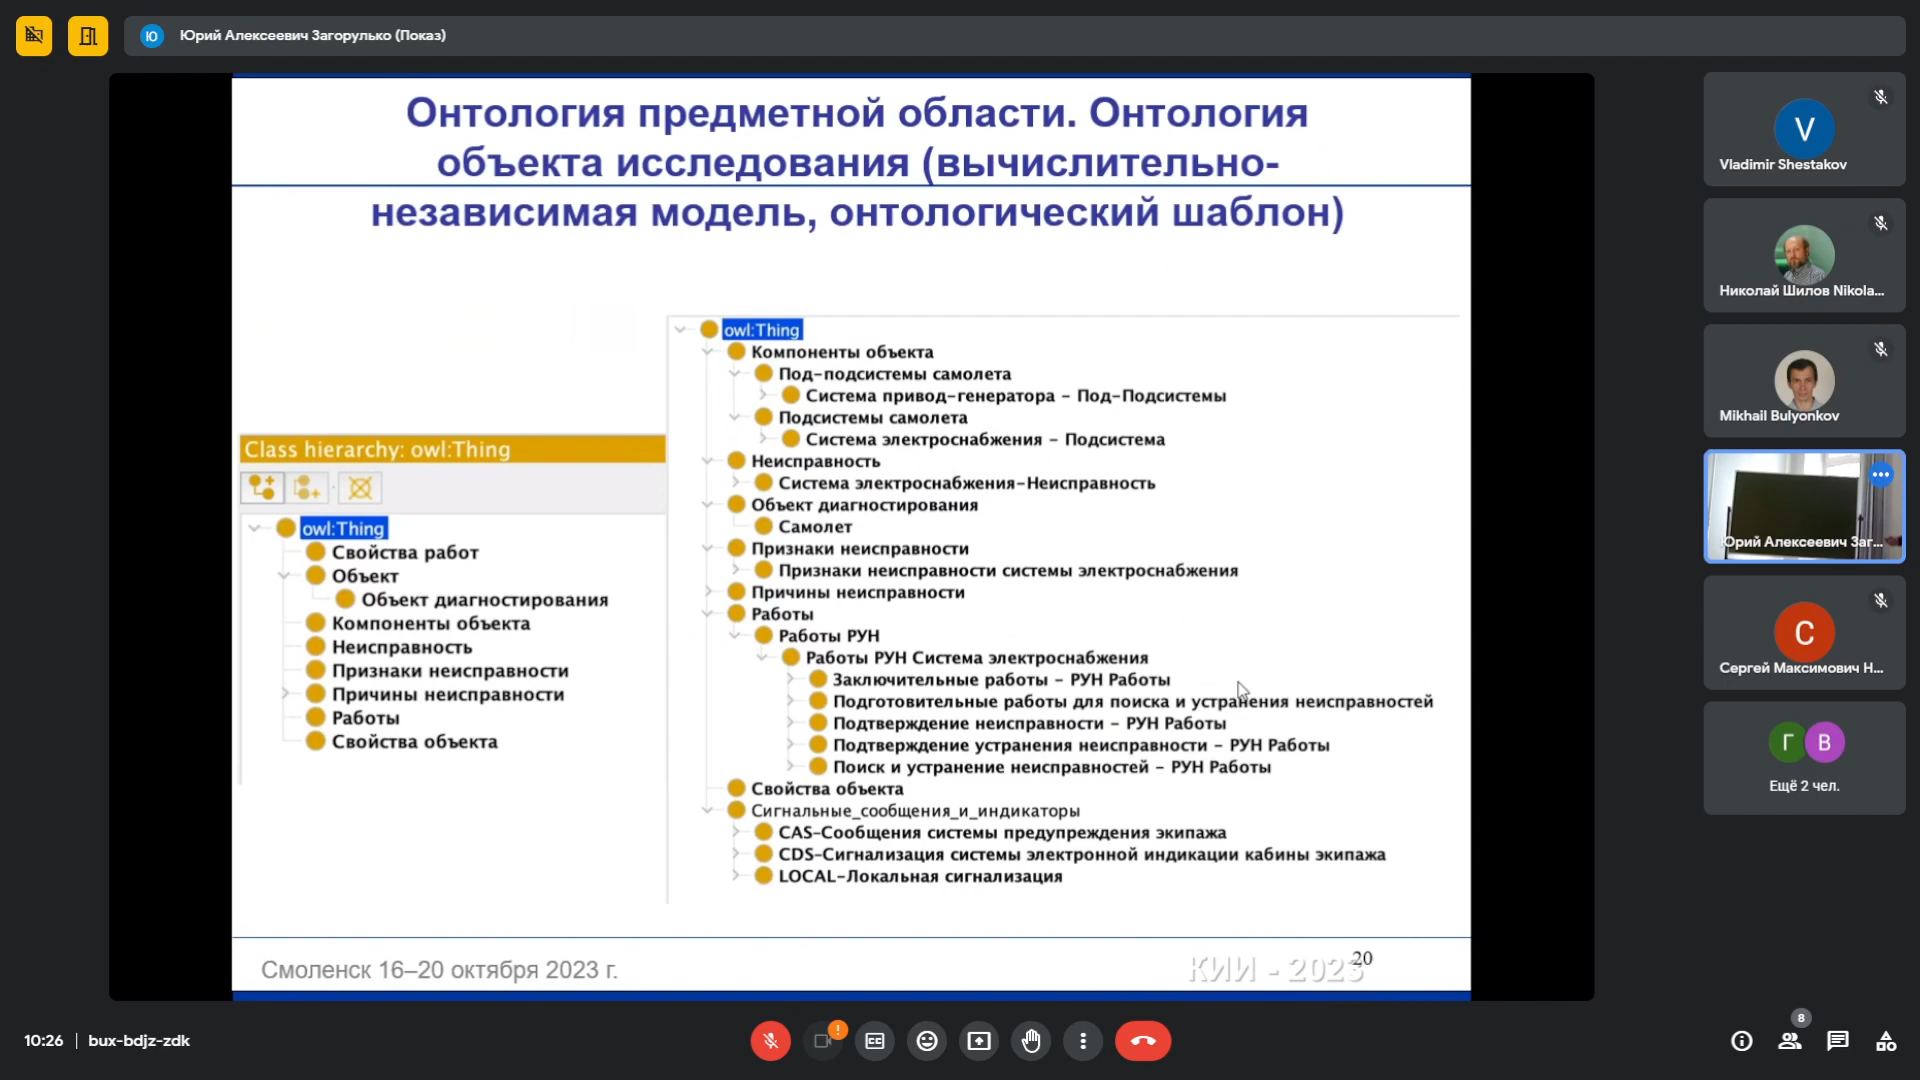 Ю Юрий Алексеевич Загорулько (Показ)
Онтология предметной области. Онтология
объекта исследования (вычислительно-
независимая модель, онтологический шаблон)
Class hierarchy: owl:Thing
owl:Thing
Свойства работ
Объект
Объект диагностирования
Компоненты объекта
Неисправность
Признаки неисправности
Причины неисправности
Работы
Свойства объекта
owl:Thing
Компоненты объекта
Под-подсистемы самолета
Система привод-генератора - Под-Подсистемы
Подсистемы самолета
Система электроснабжения - Подсистема
Неисправность
Система электроснабжения-Неисправность
Объект диагностирования
Самолет
Признаки неисправности
Признаки неисправности системы электроснабжения
Причины неисправности
Работы
Работы РУН
Работы РУН Система электроснабжения
Заключительные работы - РУН Работы
Подготовительные работы для поиска и устранения неисправностей
Подтверждение неисправности - РУН Работы
Подтверждение устранения неисправности - РУН Работы
Поиск и устранение неисправностей - РУН Работы
Свойства объекта
Сигнальные_сообщения_и_индикаторы
CAS-Сообщения системы предупреждения экипажа
CDS-Сигнализация системы электронной индикации кабины экипажа
LOCAL-Локальная сигнализация
Смоленск 16–20 октября 2023 г.
КИИ - 2023
20
V
Vladimir Shestakov
Николай Шилов Nikola...
Mikhail Bulyonkov
Юрий Алексеевич Заг...
С
Сергей Максимович Н...
Г В
Ещё 2 чел.
10:26 | bux-bdjz-zdk
8